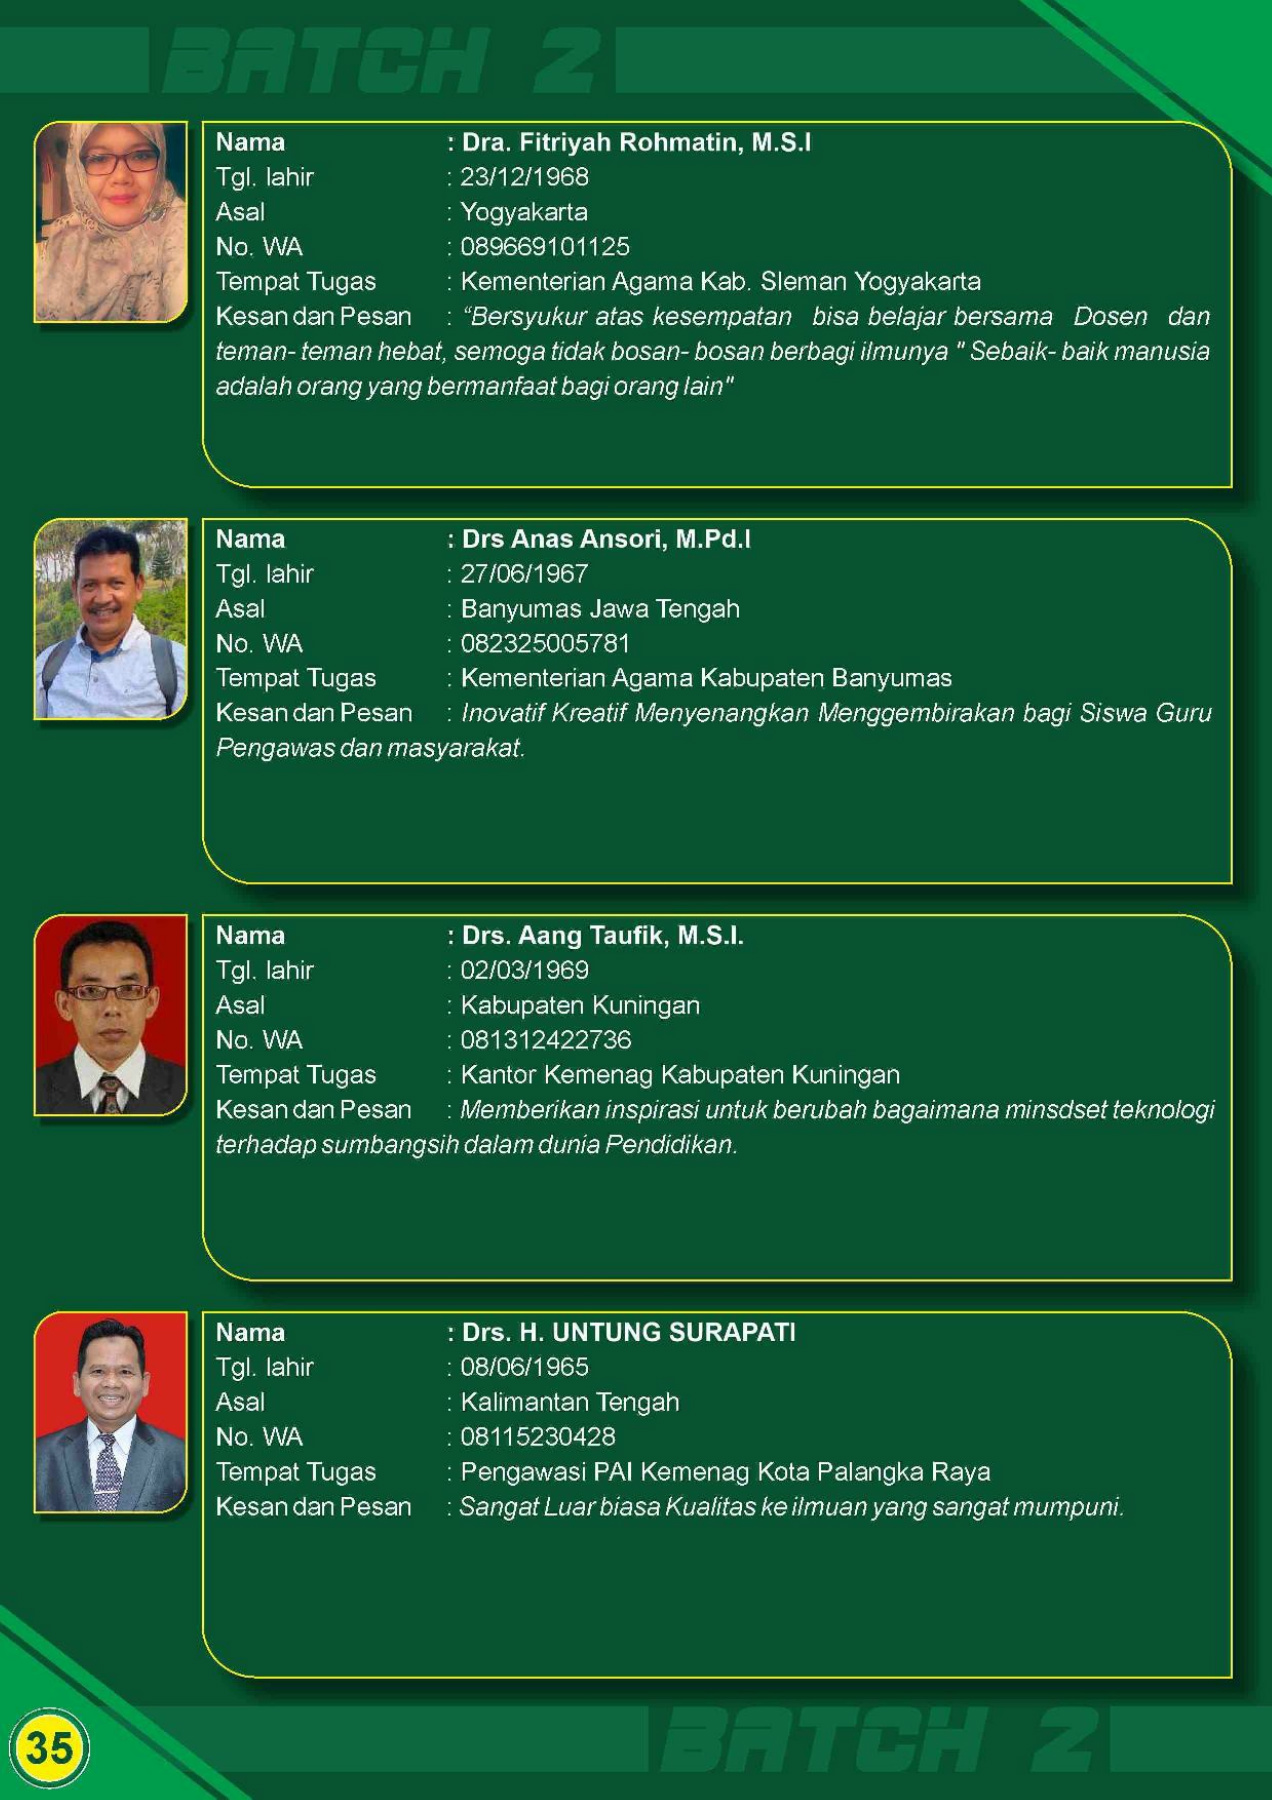 BATCH 2
Nama : Dra. Fitriyah Rohmatin, M.S.I
Tgl. lahir : 23/12/1968
Asal : Yogyakarta
No. WA : 089669101125
Tempat Tugas : Kementerian Agama Kab. Sleman Yogyakarta
Kesan dan Pesan : “Bersyukur atas kesempatan bisa belajar bersama Dosen dan
teman- teman hebat, semoga tidak bosan- bosan berbagi ilmunya " Sebaik- baik manusia
adalah orang yang bermanfaat bagi orang lain"
Nama : Drs Anas Ansori, M.Pd.I
Tgl. lahir : 27/06/1967
Asal : Banyumas Jawa Tengah
No. WA : 082325005781
Tempat Tugas : Kementerian Agama Kabupaten Banyumas
Kesan dan Pesan : Inovatif Kreatif Menyenangkan Menggembirakan bagi Siswa Guru
Pengawas dan masyarakat.
Nama : Drs. Aang Taufik, M.S.I.
Tgl. lahir : 02/03/1969
Asal : Kabupaten Kuningan
No. WA : 081312422736
Tempat Tugas : Kantor Kemenag Kabupaten Kuningan
Kesan dan Pesan : Memberikan inspirasi untuk berubah bagaimana minsdset teknologi
terhadap sumbangsih dalam dunia Pendidikan.
Nama : Drs. H. UNTUNG SURAPATI
Tgl. lahir : 08/06/1965
Asal : Kalimantan Tengah
No. WA : 08115230428
Tempat Tugas : Pengawasi PAI Kemenag Kota Palangka Raya
Kesan dan Pesan : Sangat Luar biasa Kualitas ke ilmuan yang sangat mumpuni.
35
BATCH 2